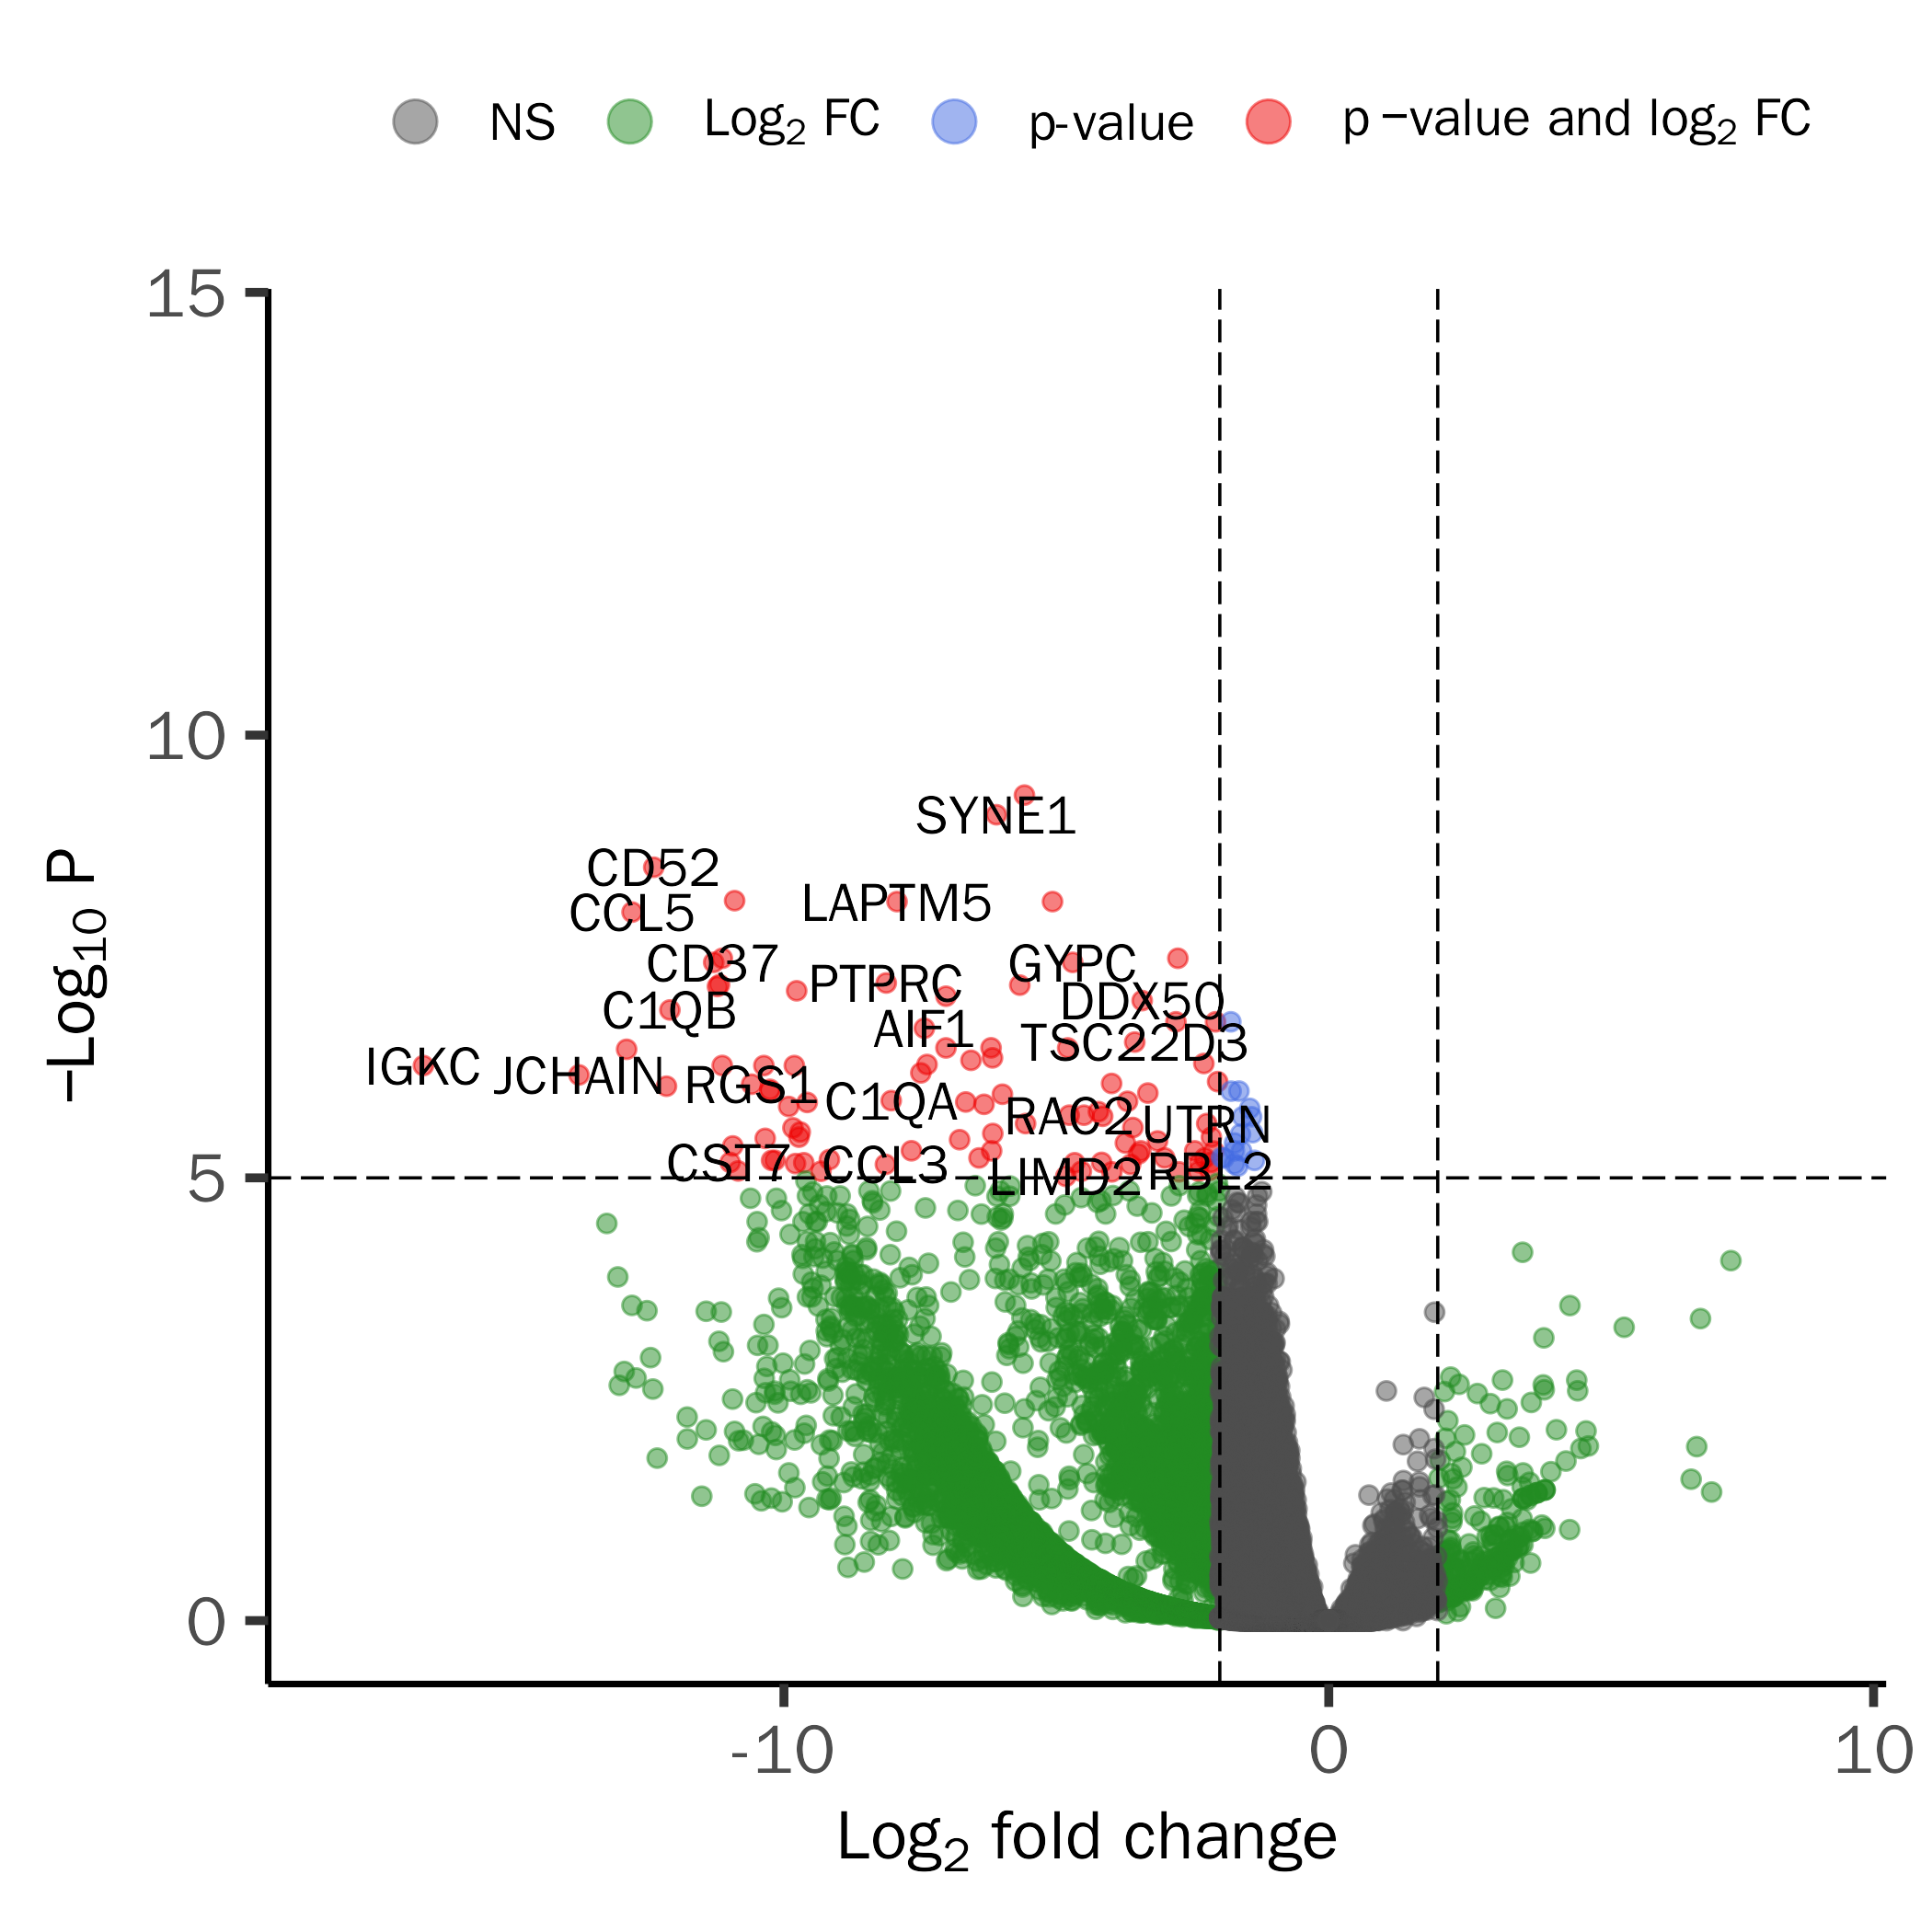 NS Log2 FC p-value p −value and log2 FC
15
10
5
0
−Log10 P
SYNE1
CD52
LAPTM5
CCL5
CD37
GYPC
PTPRC
DDX50
C1QB
AIF1
TSC22D3
IGKC
JCHAIN
RGS1
C1QA
RAC2
UTRN
CST7
CCL3
LIMD2
RBL2
-10 0 10
Log2 fold change